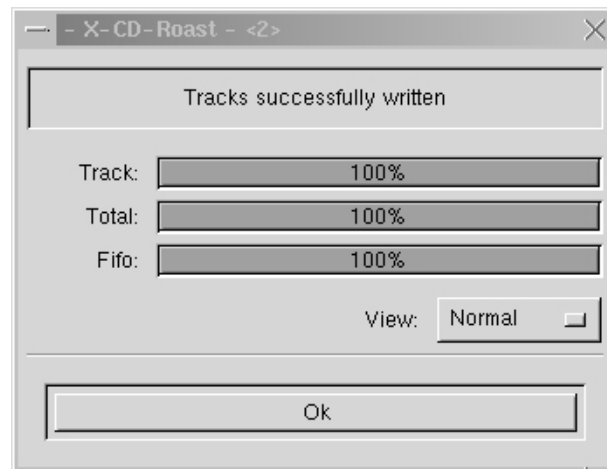 - X-CD-Roast - <2>
Tracks successfully written
Track: 100%
Total: 100%
Fifo: 100%
View: Normal
Ok